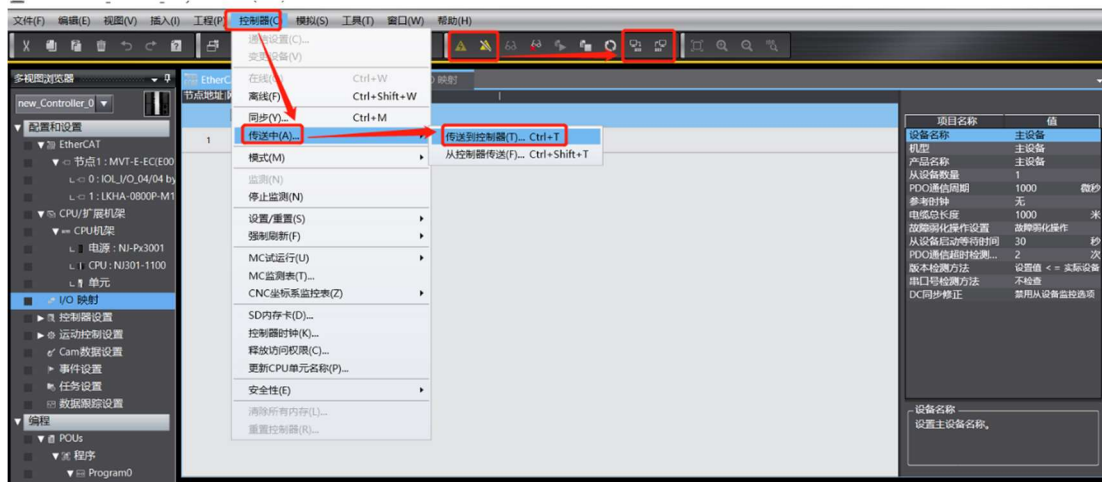 文件(F) 编辑(E) 视图(V) 插入(I) 工程(P) 控制器(C) 模拟(S) 工具(T) 窗口(W) 帮助(H)
通信设置(C)...
变更设备(V)
在线(O) Ctrl+W
离线(F) Ctrl+Shift+W
同步(Y)... Ctrl+M
传送中(A)...
传送到控制器(T)... Ctrl+T
从控制器传送(F)... Ctrl+Shift+T
模式(M)
监测(N)
停止监测(N)
设置/重置(S)
强制刷新(F)
MC试运行(U)
MC监测表(T)...
CNC坐标系监控表(Z)
SD内存卡(D)...
控制器时钟(K)...
释放访问权限(C)...
更新CPU单元名称(P)...
安全性(E)
清除所有内存(L)...
重置控制器(R)...
多视图浏览器
new_Controller_0
配置和设置
EtherCAT
节点1 : MVT-E-EC(E00
0 : IOL_I/O_04/04 by
1 : LKHA-0800P-M1
CPU/扩展机架
CPU机架
电源 : NJ-Px3001
CPU : NJ301-1100
单元
I/O 映射
控制器设置
运动控制设置
Cam数据设置
事件设置
任务设置
数据跟踪设置
编程
POUs
程序
Program0
EtherC
O 映射
节点地址
1
项目名称 值
设备名称 主设备
机型 主设备
产品名称 主设备
从设备数量 1
PDO通信周期 1000 微秒
参考时钟 无
电缆总长度 1000 米
故障弱化操作设置 故障弱化操作
从设备启动等待时间 30 秒
PDO通信超时检测... 2 次
版本检测方法 设置值 <= 实际设备
串口号检测方法 不检查
DC同步修正 禁用从设备监控选项
设备名称
设置主设备名称。